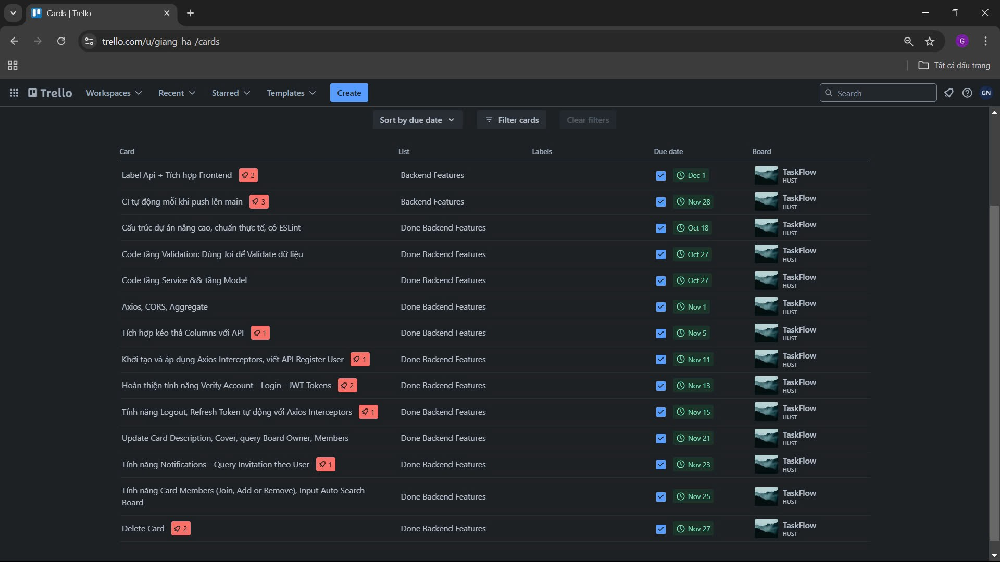 Cards | Trello
trello.com/u/giang_ha_/cards
G
Tất cả dấu trang
Trello Workspaces Recent Starred Templates Create Search GN
Sort by due date Filter cards Clear filters
Card List Labels Due date Board
Label Api + Tích hợp Frontend 2 Backend Features Dec 1 TaskFlow
HUST
CI tự động mỗi khi push lên main 3 Backend Features Nov 28 TaskFlow
HUST
Cấu trúc dự án nâng cao, chuẩn thực tế, có ESLint Done Backend Features Oct 18 TaskFlow
HUST
Code tầng Validation: Dùng Joi để Validate dữ liệu Done Backend Features Oct 27 TaskFlow
HUST
Code tầng Service && tầng Model Done Backend Features Oct 27 TaskFlow
HUST
Axios, CORS, Aggregate Done Backend Features Nov 1 TaskFlow
HUST
Tích hợp kéo thả Columns với API 1 Done Backend Features Nov 5 TaskFlow
HUST
Khởi tạo và áp dụng Axios Interceptors, viết API Register User 1 Done Backend Features Nov 11 TaskFlow
HUST
Hoàn thiện tính năng Verify Account - Login - JWT Tokens 2 Done Backend Features Nov 13 TaskFlow
HUST
Tính năng Logout, Refresh Token tự động với Axios Interceptors 1 Done Backend Features Nov 15 TaskFlow
HUST
Update Card Description, Cover, query Board Owner, Members Done Backend Features Nov 21 TaskFlow
HUST
Tính năng Notifications - Query Invitation theo User 1 Done Backend Features Nov 23 TaskFlow
HUST
Tính năng Card Members (Join, Add or Remove), Input Auto Search
Board Done Backend Features Nov 25 TaskFlow
HUST
Delete Card 2 Done Backend Features Nov 27 TaskFlow
HUST